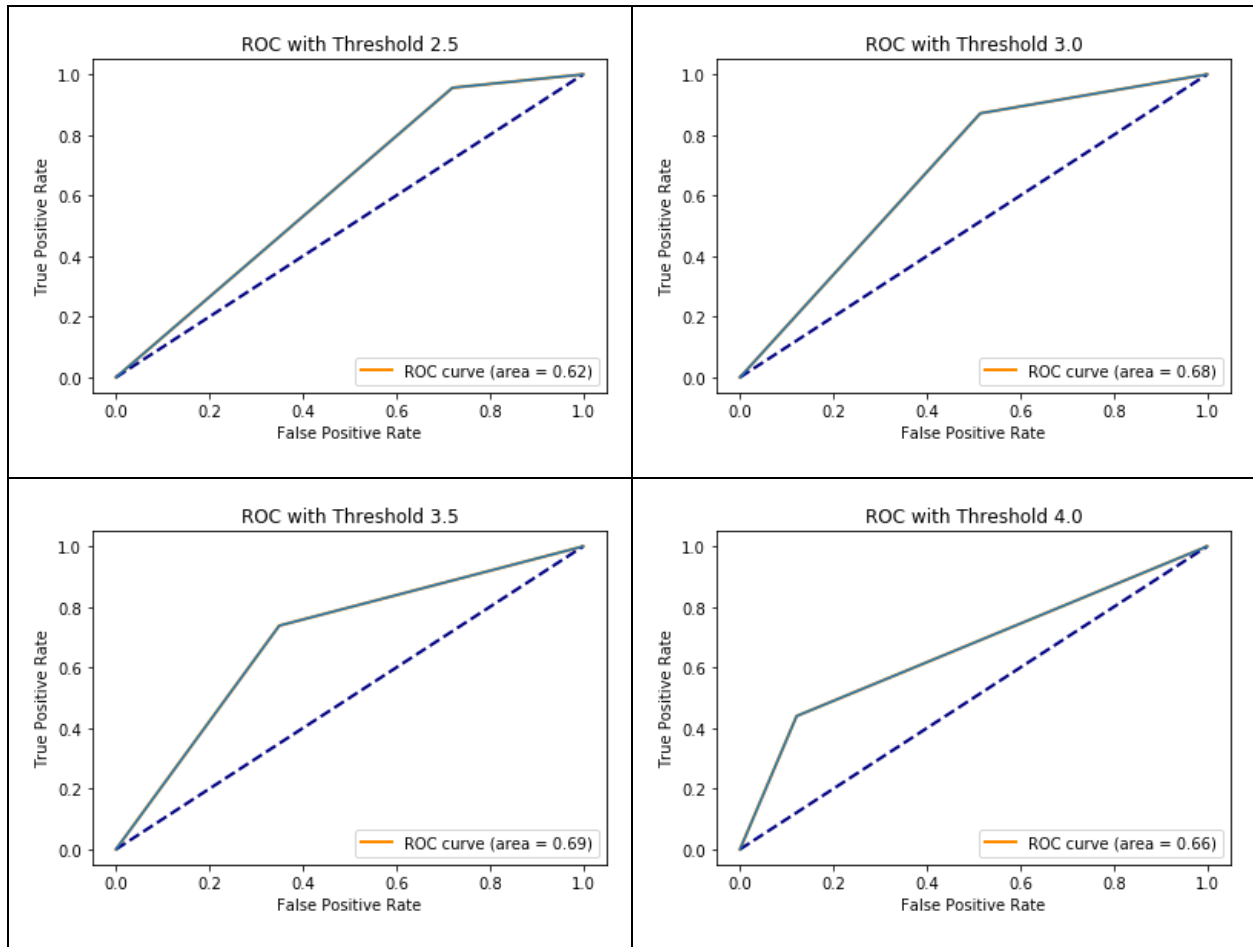 ROC with Threshold 2.5
1.0
0.8
0.6
0.4
0.2
0.0
True Positive Rate
ROC curve (area = 0.62)
0.0 0.2 0.4 0.6 0.8 1.0
False Positive Rate
ROC with Threshold 3.0
1.0
0.8
0.6
0.4
0.2
0.0
True Positive Rate
ROC curve (area = 0.68)
0.0 0.2 0.4 0.6 0.8 1.0
False Positive Rate
ROC with Threshold 3.5
1.0
0.8
0.6
0.4
0.2
0.0
True Positive Rate
ROC curve (area = 0.69)
0.0 0.2 0.4 0.6 0.8 1.0
False Positive Rate
ROC with Threshold 4.0
1.0
0.8
0.6
0.4
0.2
0.0
True Positive Rate
ROC curve (area = 0.66)
0.0 0.2 0.4 0.6 0.8 1.0
False Positive Rate